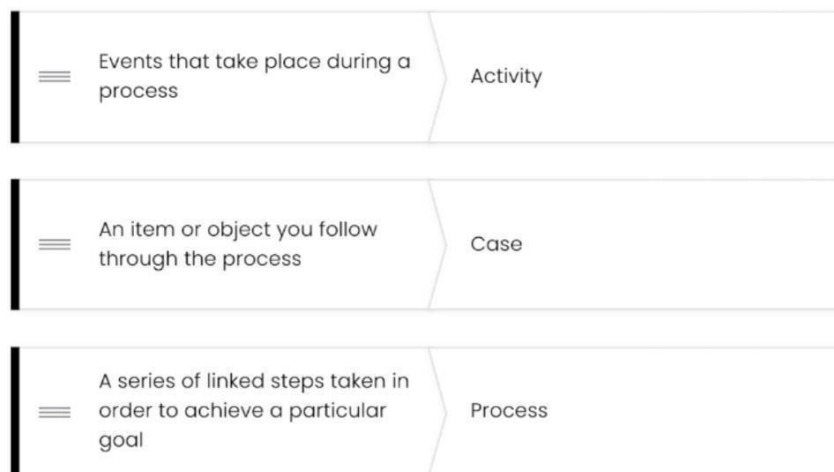 Events that take place during a
process
Activity
An item or object you follow
through the process
Case
A series of linked steps taken in
order to achieve a particular
goal
Process